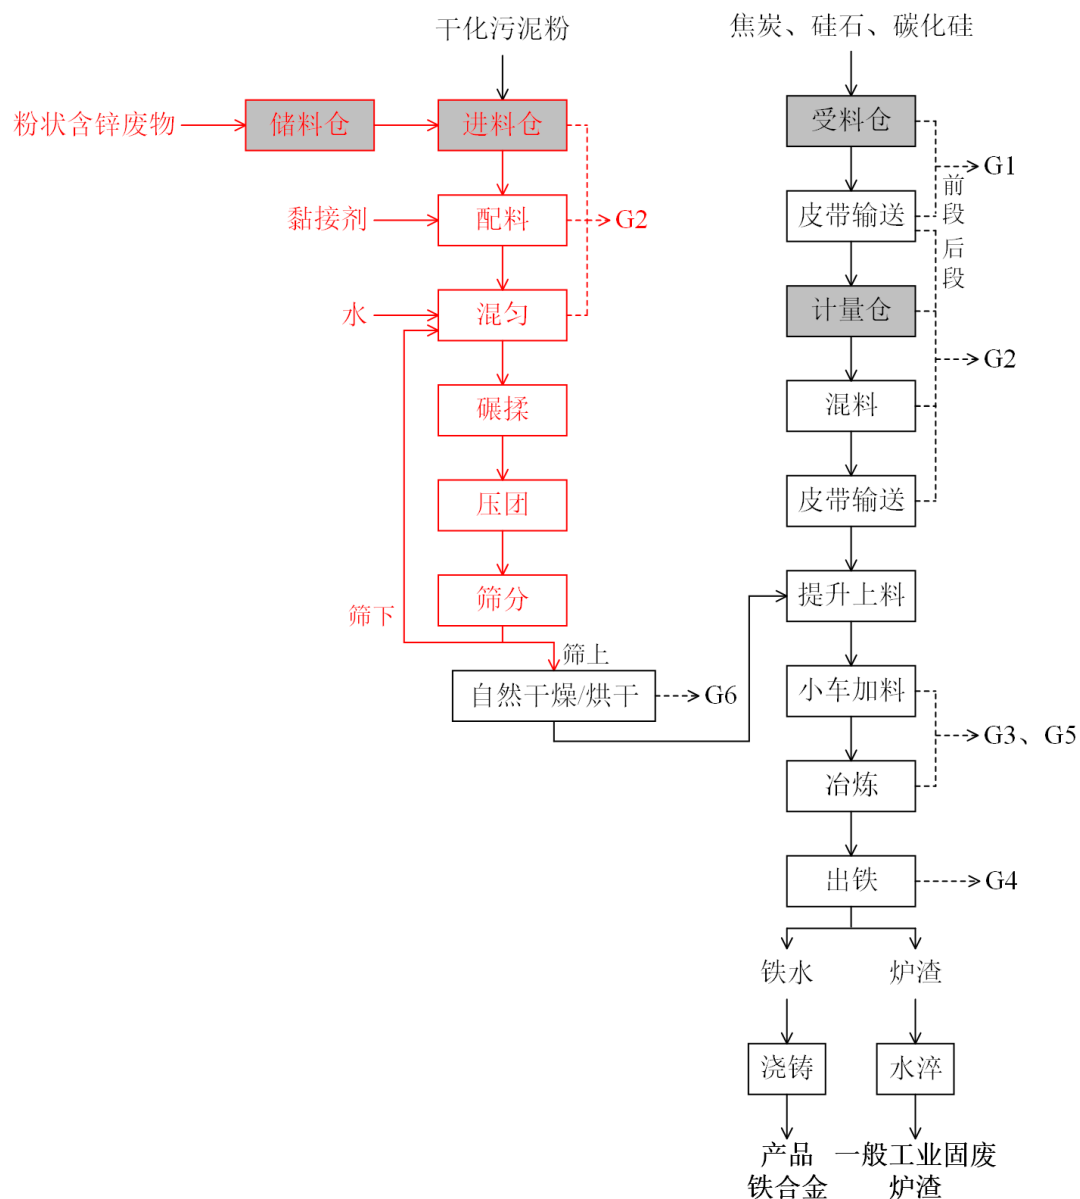 干化污泥粉
焦炭、硅石、碳化硅
粉状含锌废物
储料仓
进料仓
受料仓
G1
前段
黏接剂
配料
G2
皮带输送
后段
水
混匀
计量仓
G2
碾揉
混料
压团
皮带输送
筛分
提升上料
筛下
筛上
自然干燥/烘干
G6
小车加料
G3、G5
冶炼
出铁
G4
铁水
炉渣
浇铸
水淬
产品
铁合金
一般工业固废
炉渣